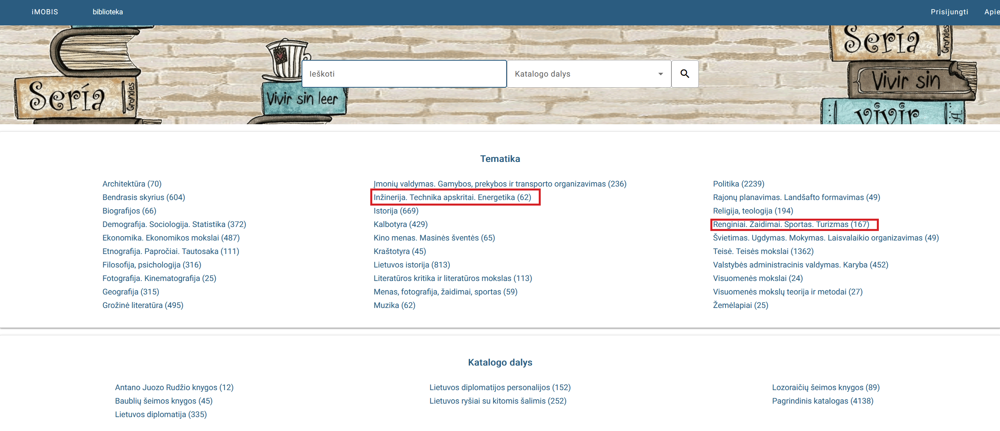 iMOBIS
biblioteka
Prisijungti
Apie
Sería
Grandes
Vivir sin leer
Sería
Grandes
Vivir sin
vivir
A.
Ieškoti
Katalogo dalys
Tematika
Architektūra (70)
Bendrasis skyrius (604)
Biografijos (66)
Demografija. Sociologija. Statistika (372)
Ekonomika. Ekonomikos mokslai (487)
Etnografija. Papročiai. Tautosaka (111)
Filosofija, psichologija (316)
Fotografija. Kinematografija (25)
Geografija (315)
Grožinė literatūra (495)
Įmonių valdymas. Gamybos, prekybos ir transporto organizavimas (236)
Inžinerija. Technika apskritai. Energetika (62)
Istorija (669)
Kalbotyra (429)
Kino menas. Masinės šventės (65)
Kraštotyra (45)
Lietuvos istorija (813)
Literatūros kritika ir literatūros mokslas (113)
Menas, fotografija, žaidimai, sportas (59)
Muzika (62)
Politika (2239)
Rajonų planavimas. Landšafto formavimas (49)
Religija, teologija (194)
Renginiai. Žaidimai. Sportas. Turizmas (167)
Švietimas. Ugdymas. Mokymas. Laisvalaikio organizavimas (49)
Teisė. Teisės mokslai (1362)
Valstybės administracinis valdymas. Karyba (452)
Visuomenės mokslai (24)
Visuomenės mokslų teorija ir metodai (27)
Žemėlapiai (25)
Katalogo dalys
Antano Juozo Rudžio knygos (12)
Baublių šeimos knygos (45)
Lietuvos diplomatija (335)
Lietuvos diplomatijos personalijos (152)
Lietuvos ryšiai su kitomis šalimis (252)
Lozoraičių šeimos knygos (89)
Pagrindinis katalogas (4138)